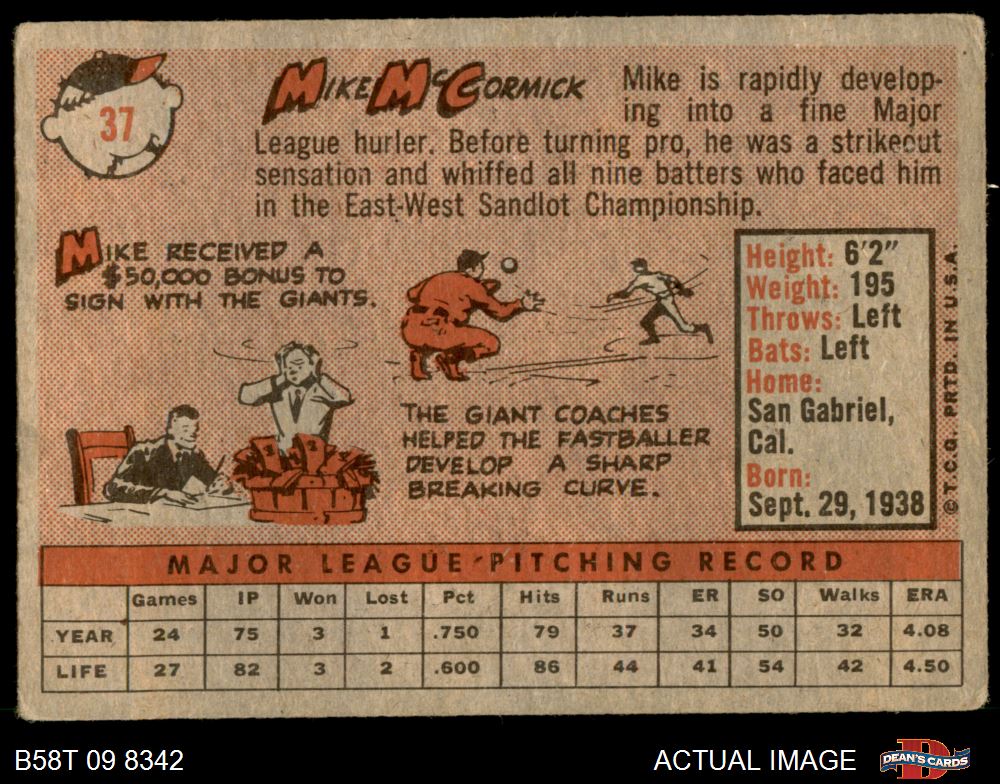 37
MIKE McCORMICK
Mike is rapidly develop-
ing into a fine Major
League hurler. Before turning pro, he was a strikeout
sensation and whiffed all nine batters who faced him
in the East-West Sandlot Championship.
MIKE RECEIVED A
$50,000 BONUS TO
SIGN WITH THE GIANTS.
THE GIANT COACHES
HELPED THE FASTBALLER
DEVELOP A SHARP
BREAKING CURVE.
Height: 6'2"
Weight: 195
Throws: Left
Bats: Left
Home:
San Gabriel,
Cal.
Born:
Sept. 29, 1938
© T.C.G. PRTD. IN U.S.A.
MAJOR LEAGUE PITCHING RECORD
Games IP Won Lost Pct Hits Runs ER SO Walks ERA
YEAR 24 75 3 1 .750 79 37 34 50 32 4.08
LIFE 27 82 3 2 .600 86 44 41 54 42 4.50
B58T 09 8342
ACTUAL IMAGE
DEAN'S CARDS